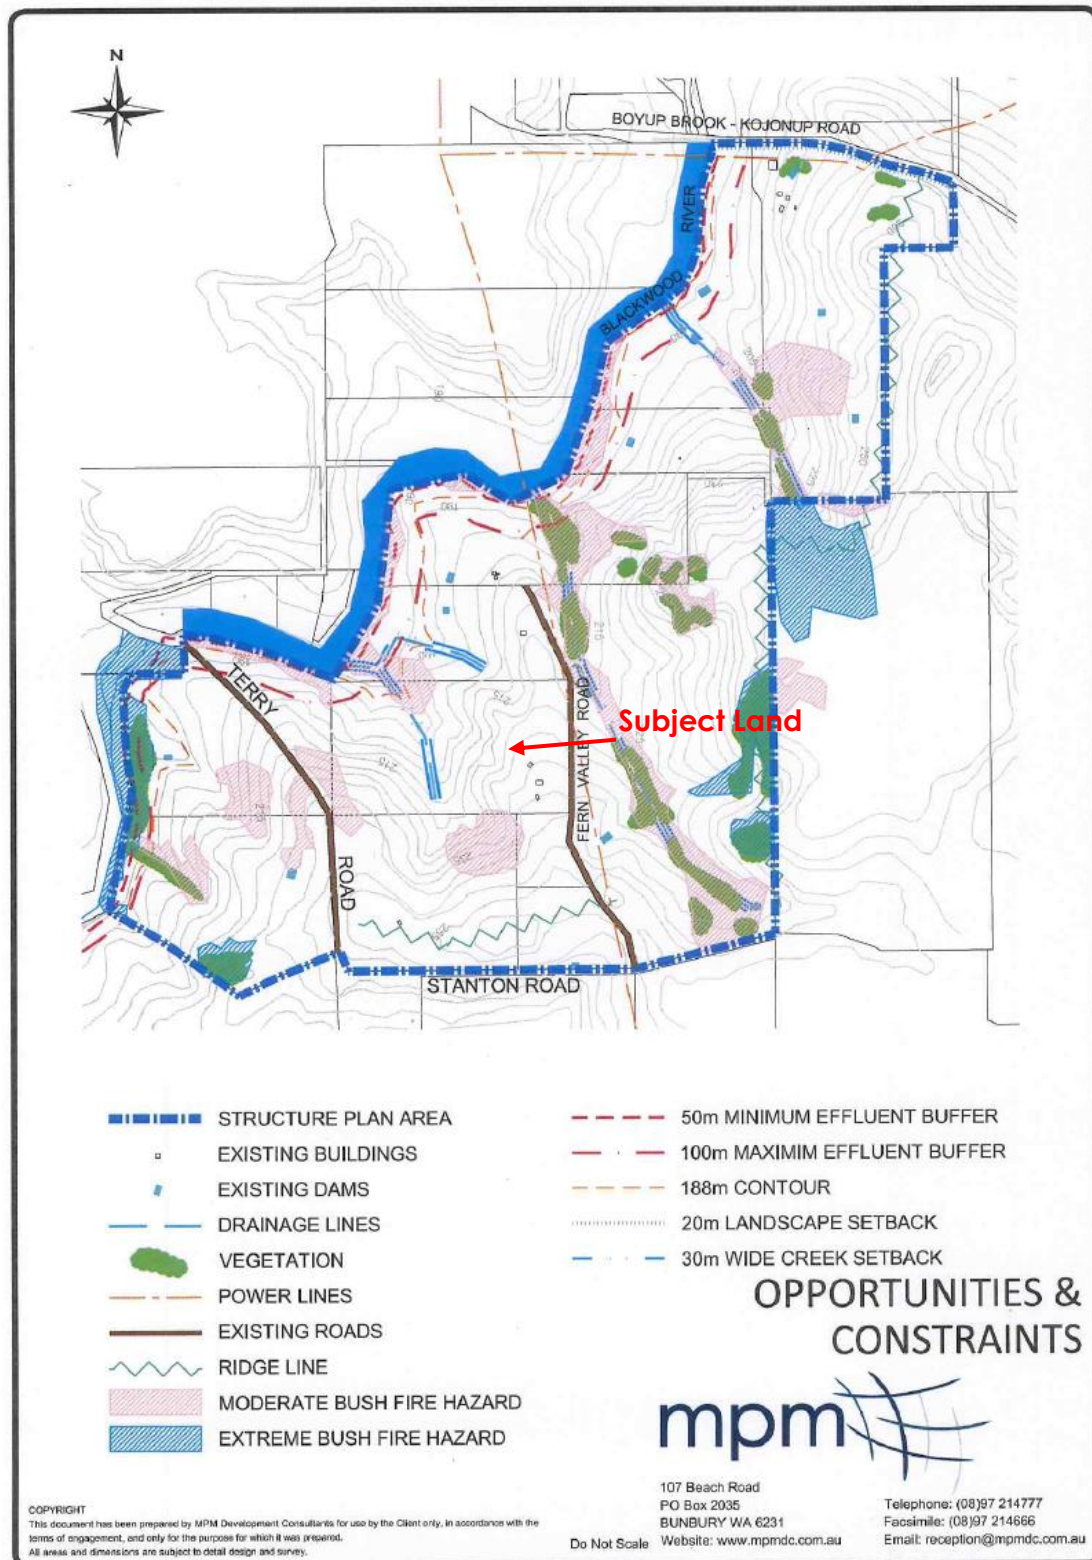 N
BOYUP BROOK - KOJONUP ROAD
RIVER
BLACKWOOD
TERRY
ROAD
FERN VALLEY ROAD
Subject Land
STANTON ROAD
190
190
215
215
215
250
255
STRUCTURE PLAN AREA
EXISTING BUILDINGS
EXISTING DAMS
DRAINAGE LINES
VEGETATION
POWER LINES
EXISTING ROADS
RIDGE LINE
MODERATE BUSH FIRE HAZARD
EXTREME BUSH FIRE HAZARD
50m MINIMUM EFFLUENT BUFFER
100m MAXIMIM EFFLUENT BUFFER
188m CONTOUR
20m LANDSCAPE SETBACK
30m WIDE CREEK SETBACK
OPPORTUNITIES &
CONSTRAINTS
mpm
107 Beach Road
PO Box 2035
BUNBURY WA 6231
Website: www.mpmdc.com.au
Telephone: (08)97 214777
Facsimile: (08)97 214666
Email: reception@mpmdc.com.au
Do Not Scale
COPYRIGHT
This document has been prepared by MPM Development Consultants for use by the Client only, in accordance with the
terms of engagement, and only for the purpose for which it was prepared.
All areas and dimensions are subject to detail design and survey.